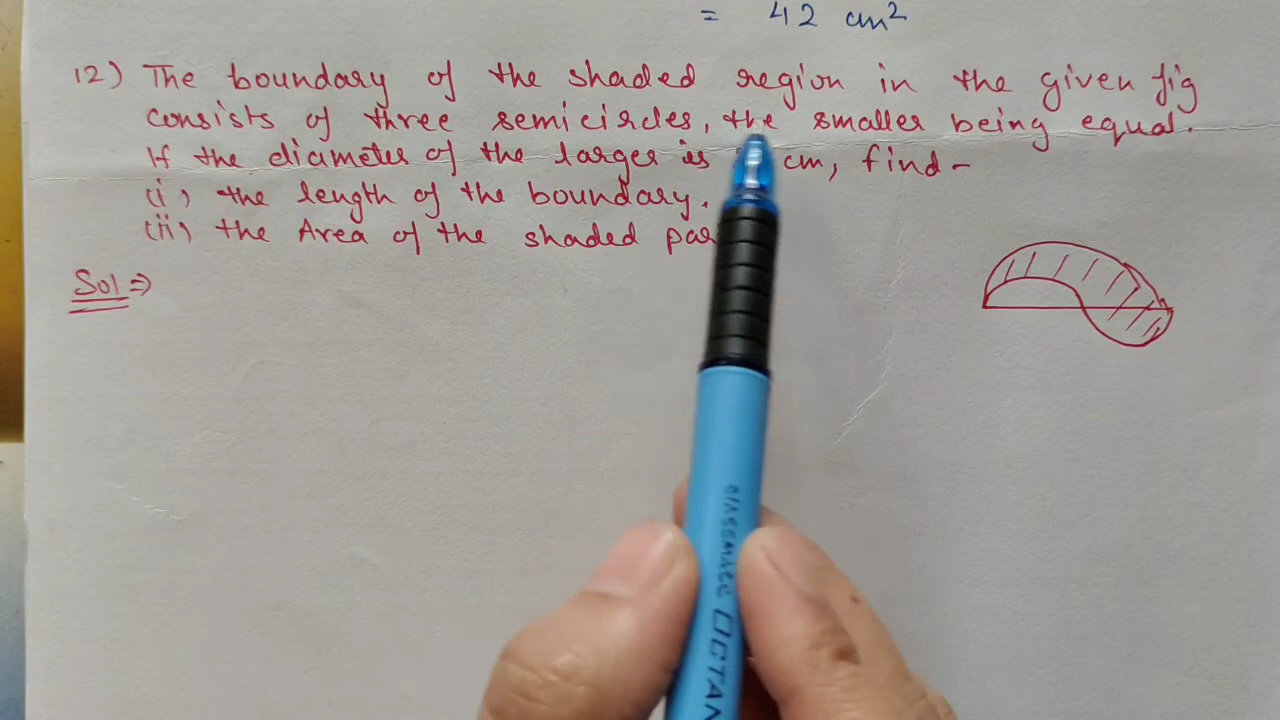 = 42 cm²
12) The boundary of the shaded region in the given fig
consists of three semicircles, the smaller being equal.
If the diameter of the larger is cm, find -
(i) the length of the boundary.
(ii) the Area of the shaded
Sol ⇒
CLASSMATE OCTAN